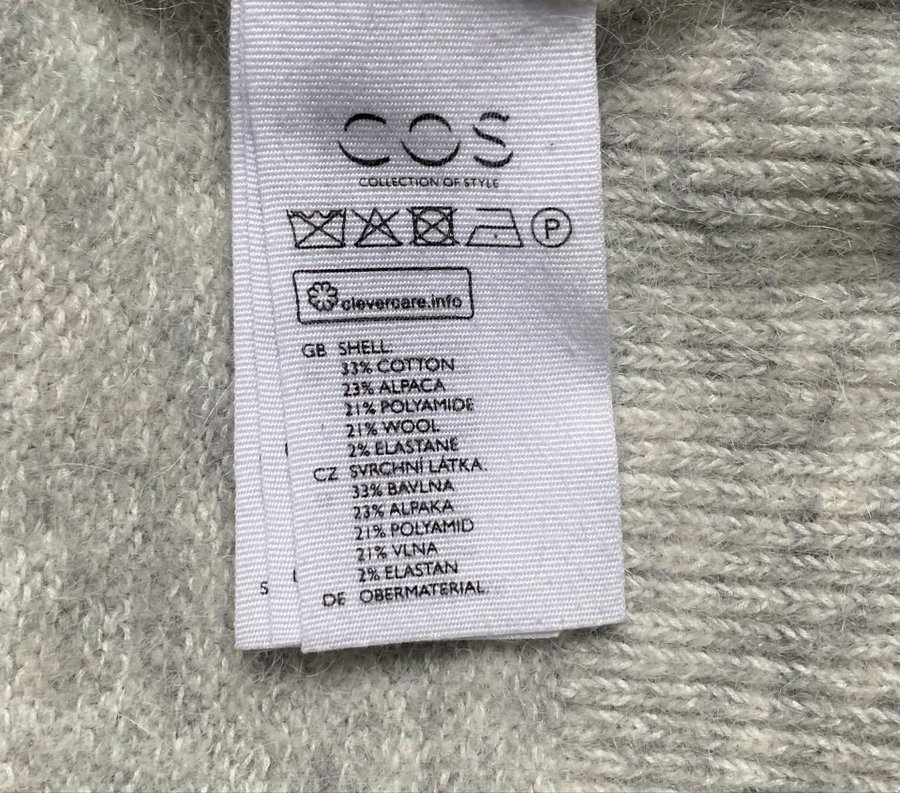 COS
COLLECTION OF STYLE
P
clevercare.info
GB SHELL
33% COTTON
23% ALPACA
21% POLYAMIDE
21% WOOL
2% ELASTANE
CZ SVRCHNÍ LÁTKA
33% BAVLNA
23% ALPAKA
21% POLYAMID
21% VLNA
2% ELASTAN
DE OBERMATERIAL
S